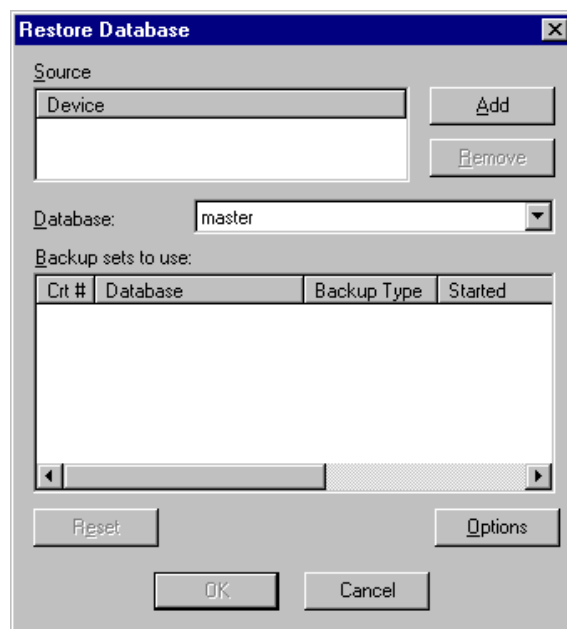 Restore Database
Source
Device
Add
Remove
Database:
master
Backup sets to use:
Crt # Database Backup Type Started
Reset
Options
OK
Cancel